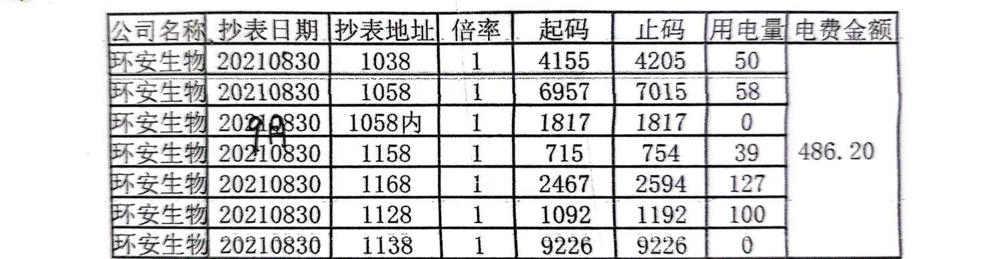 公司名称 抄表日期 抄表地址 倍率 起码 止码 用电量 电费金额
环安生物 20210830 1038 1 4155 4205 50
环安生物 20210830 1058 1 6957 7015 58
环安生物 20210830 1058内 1 1817 1817 0
9月
环安生物 20210830 1158 1 715 754 39 486.20
环安生物 20210830 1168 1 2467 2594 127
环安生物 20210830 1128 1 1092 1192 100
环安生物 20210830 1138 1 9226 9226 0